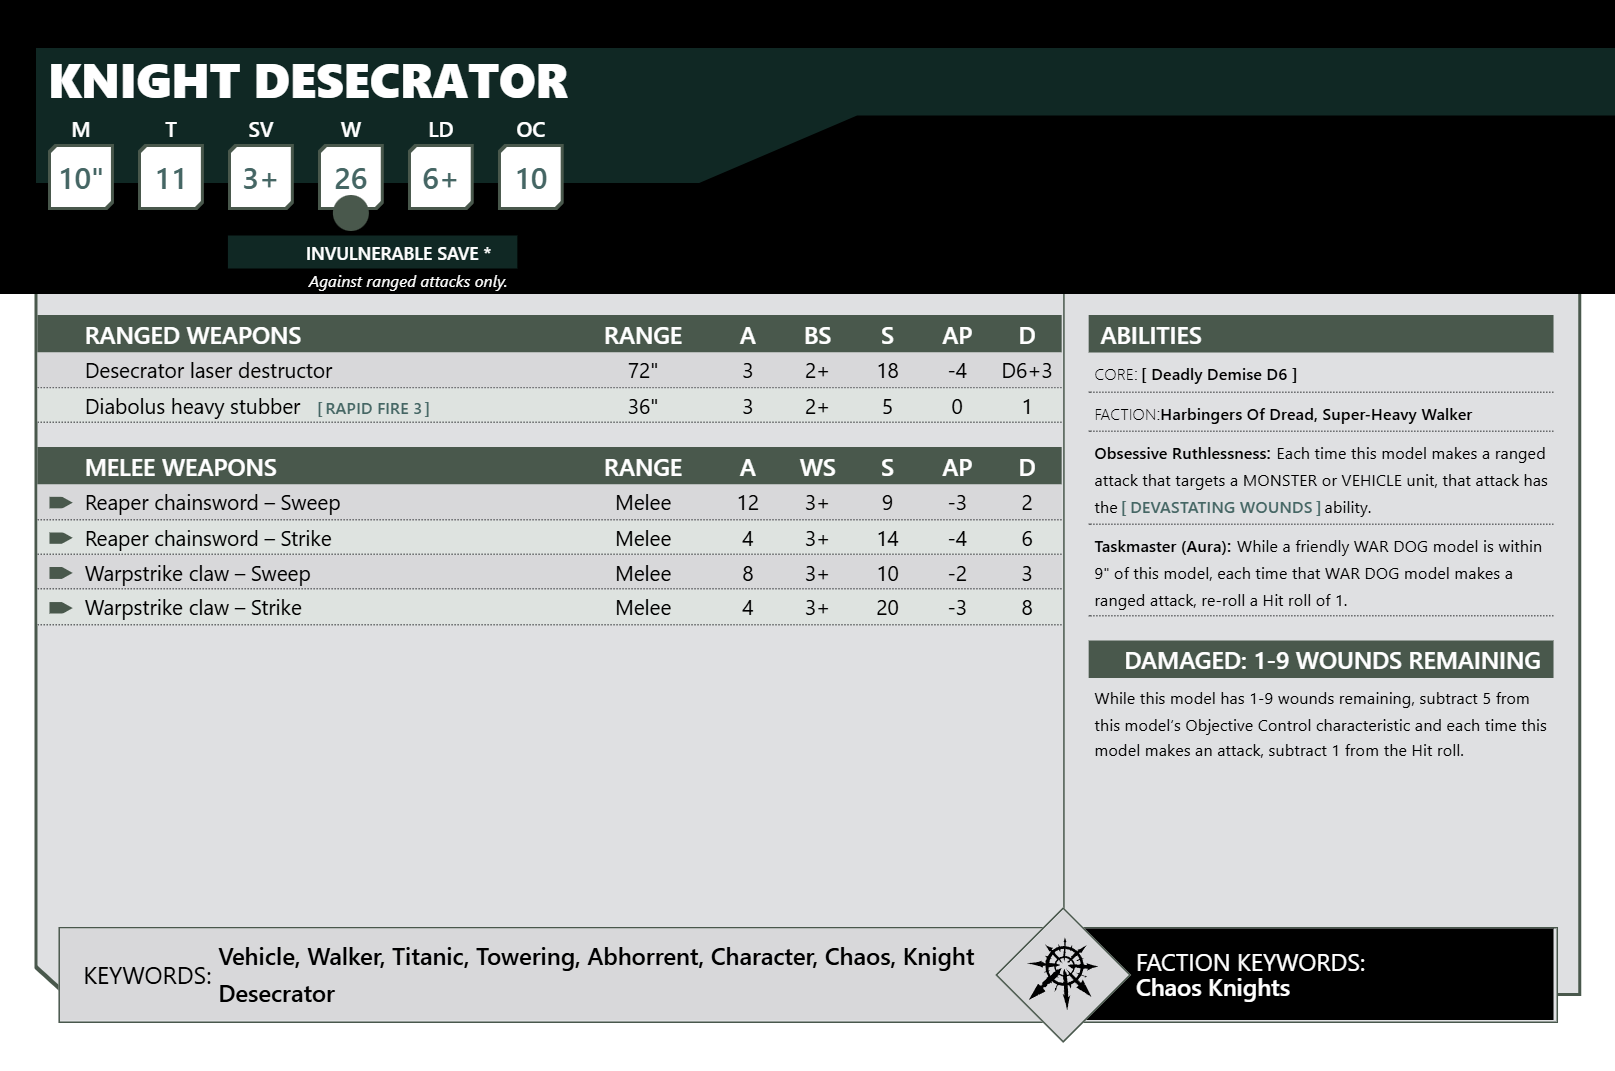 KNIGHT DESECRATOR
M T SV W LD OC
10" 11 3+ 26 6+ 10
INVULNERABLE SAVE *
Against ranged attacks only.
RANGED WEAPONS RANGE A BS S AP D
Desecrator laser destructor 72" 3 2+ 18 -4 D6+3
Diabolus heavy stubber [ RAPID FIRE 3 ] 36" 3 2+ 5 0 1
MELEE WEAPONS RANGE A WS S AP D
Reaper chainsword – Sweep Melee 12 3+ 9 -3 2
Reaper chainsword – Strike Melee 4 3+ 14 -4 6
Warpstrike claw – Sweep Melee 8 3+ 10 -2 3
Warpstrike claw – Strike Melee 4 3+ 20 -3 8
ABILITIES
CORE: [ Deadly Demise D6 ]
FACTION:Harbingers Of Dread, Super-Heavy Walker
Obsessive Ruthlessness: Each time this model makes a ranged
attack that targets a MONSTER or VEHICLE unit, that attack has
the [ DEVASTATING WOUNDS ] ability.
Taskmaster (Aura): While a friendly WAR DOG model is within
9" of this model, each time that WAR DOG model makes a
ranged attack, re-roll a Hit roll of 1.
DAMAGED: 1-9 WOUNDS REMAINING
While this model has 1-9 wounds remaining, subtract 5 from
this model’s Objective Control characteristic and each time this
model makes an attack, subtract 1 from the Hit roll.
KEYWORDS: Vehicle, Walker, Titanic, Towering, Abhorrent, Character, Chaos, Knight
Desecrator
FACTION KEYWORDS:
Chaos Knights